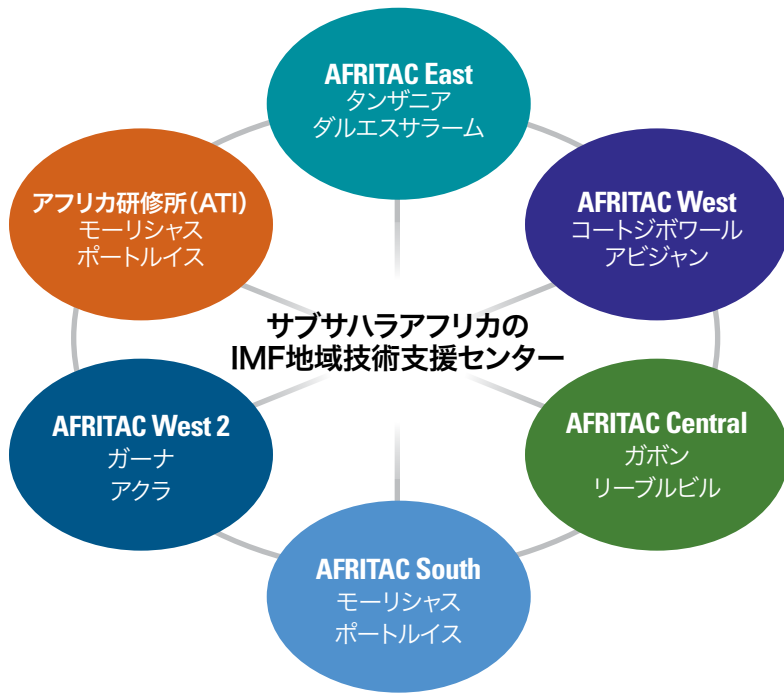 AFRITAC East
タンザニア
ダルエスサラーム
アフリカ研修所（ATI）
モーリシャス
ポートルイス
AFRITAC West
コートジボワール
アビジャン
サブサハラアフリカの
IMF地域技術支援センター
AFRITAC West 2
ガーナ
アクラ
AFRITAC Central
ガボン
リーブルビル
AFRITAC South
モーリシャス
ポートルイス